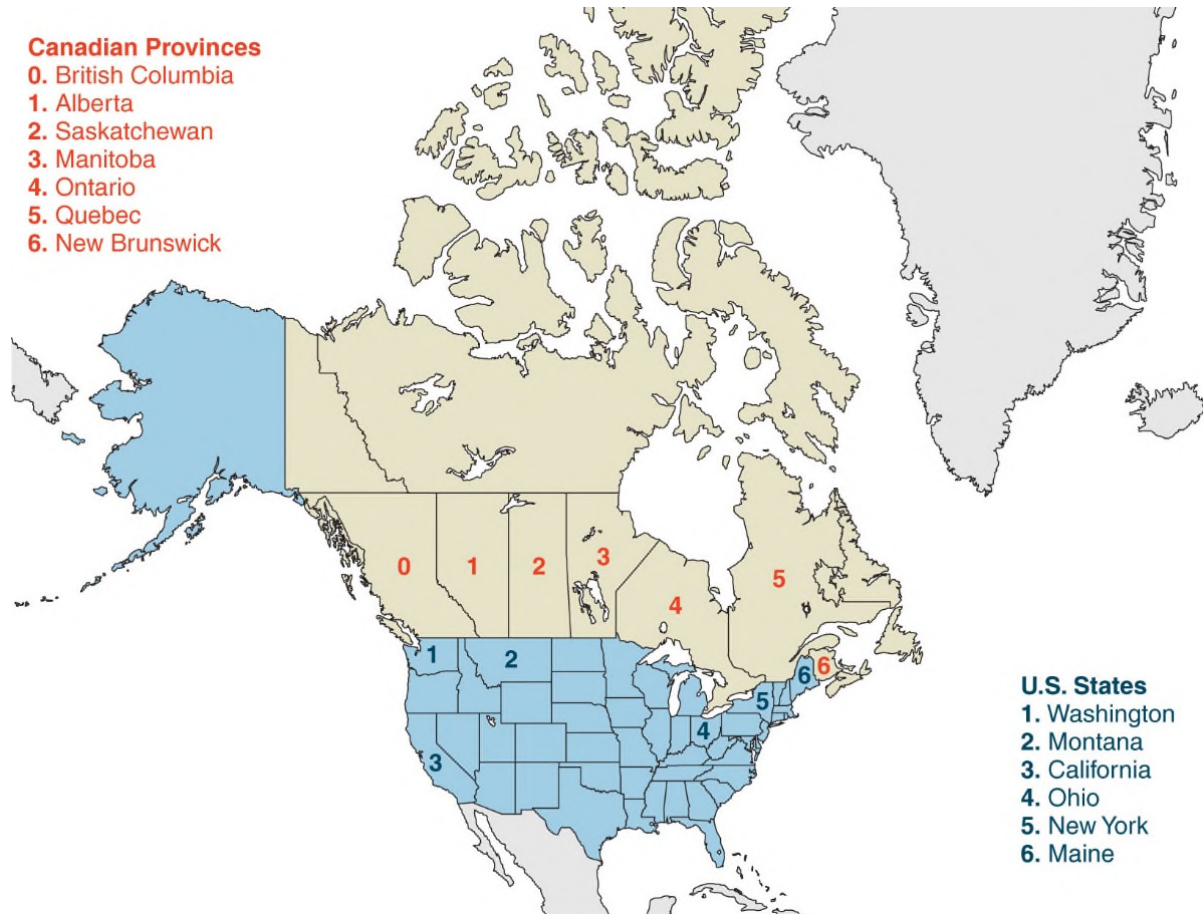 Canadian Provinces
0. British Columbia
1. Alberta
2. Saskatchewan
3. Manitoba
4. Ontario
5. Quebec
6. New Brunswick
0
1
2
3
4
5
6
1
2
3
4
5
6
U.S. States
1. Washington
2. Montana
3. California
4. Ohio
5. New York
6. Maine